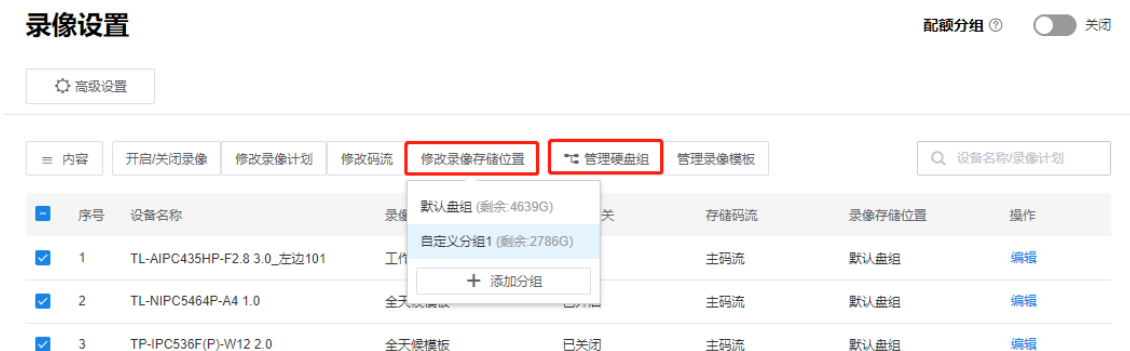 录像设置
配额分组 ? 关闭
高级设置
内容 开启/关闭录像 修改录像计划 修改码流 修改录像存储位置 管理硬盘组 管理录像模板 设备名称/录像计划
序号 设备名称 录像 关 存储码流 录像存储位置 操作
默认盘组 (剩余:4639G)
自定义分组1 (剩余:2786G)
+ 添加分组
1 TL-AIPC435HP-F2.8 3.0_左边101 工作 主码流 默认盘组 编辑
2 TL-NIPC5464P-A4 1.0 全天候模板 已开启 主码流 默认盘组 编辑
3 TP-IPC536F(P)-W12 2.0 全天候模板 已关闭 主码流 默认盘组 编辑